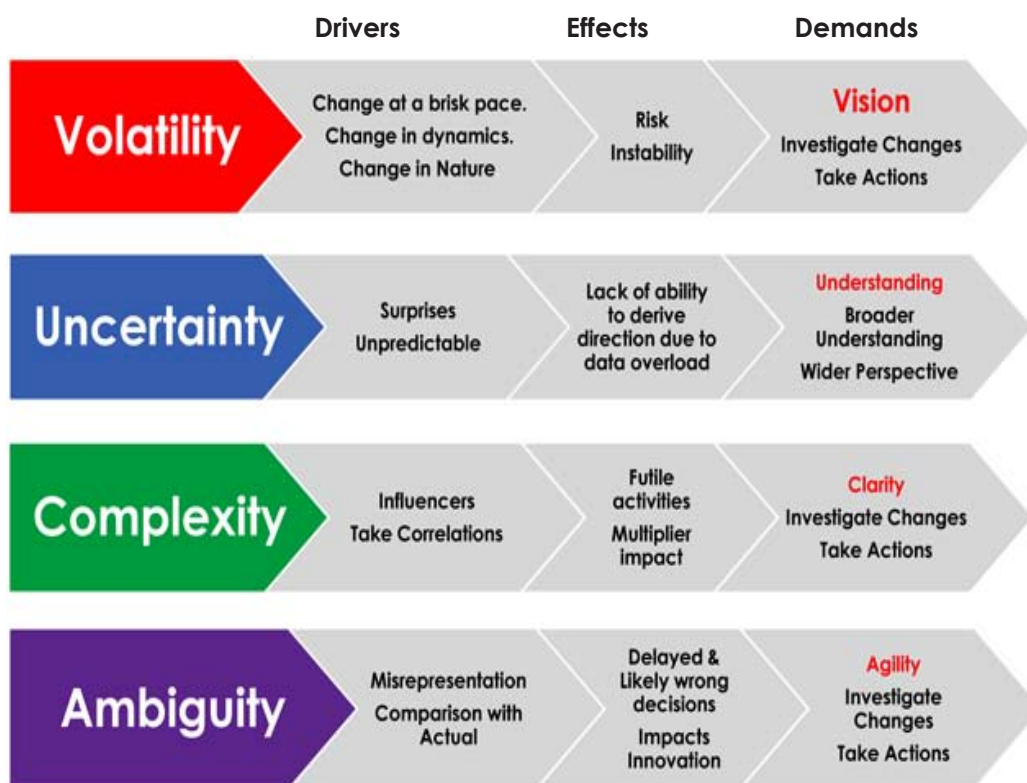 Drivers Effects Demands
Volatility
Change at a brisk pace.
Change in dynamics.
Change in Nature
Risk
Instability
Vision
Investigate Changes
Take Actions
Uncertainty
Surprises
Unpredictable
Lack of ability
to derive
direction due to
data overload
Understanding
Broader
Understanding
Wider Perspective
Complexity
Influencers
Take Correlations
Futile
activities
Multiplier
impact
Clarity
Investigate Changes
Take Actions
Ambiguity
Misrepresentation
Comparison with
Actual
Delayed &
Likely wrong
decisions
Impacts
Innovation
Agility
Investigate
Changes
Take Actions